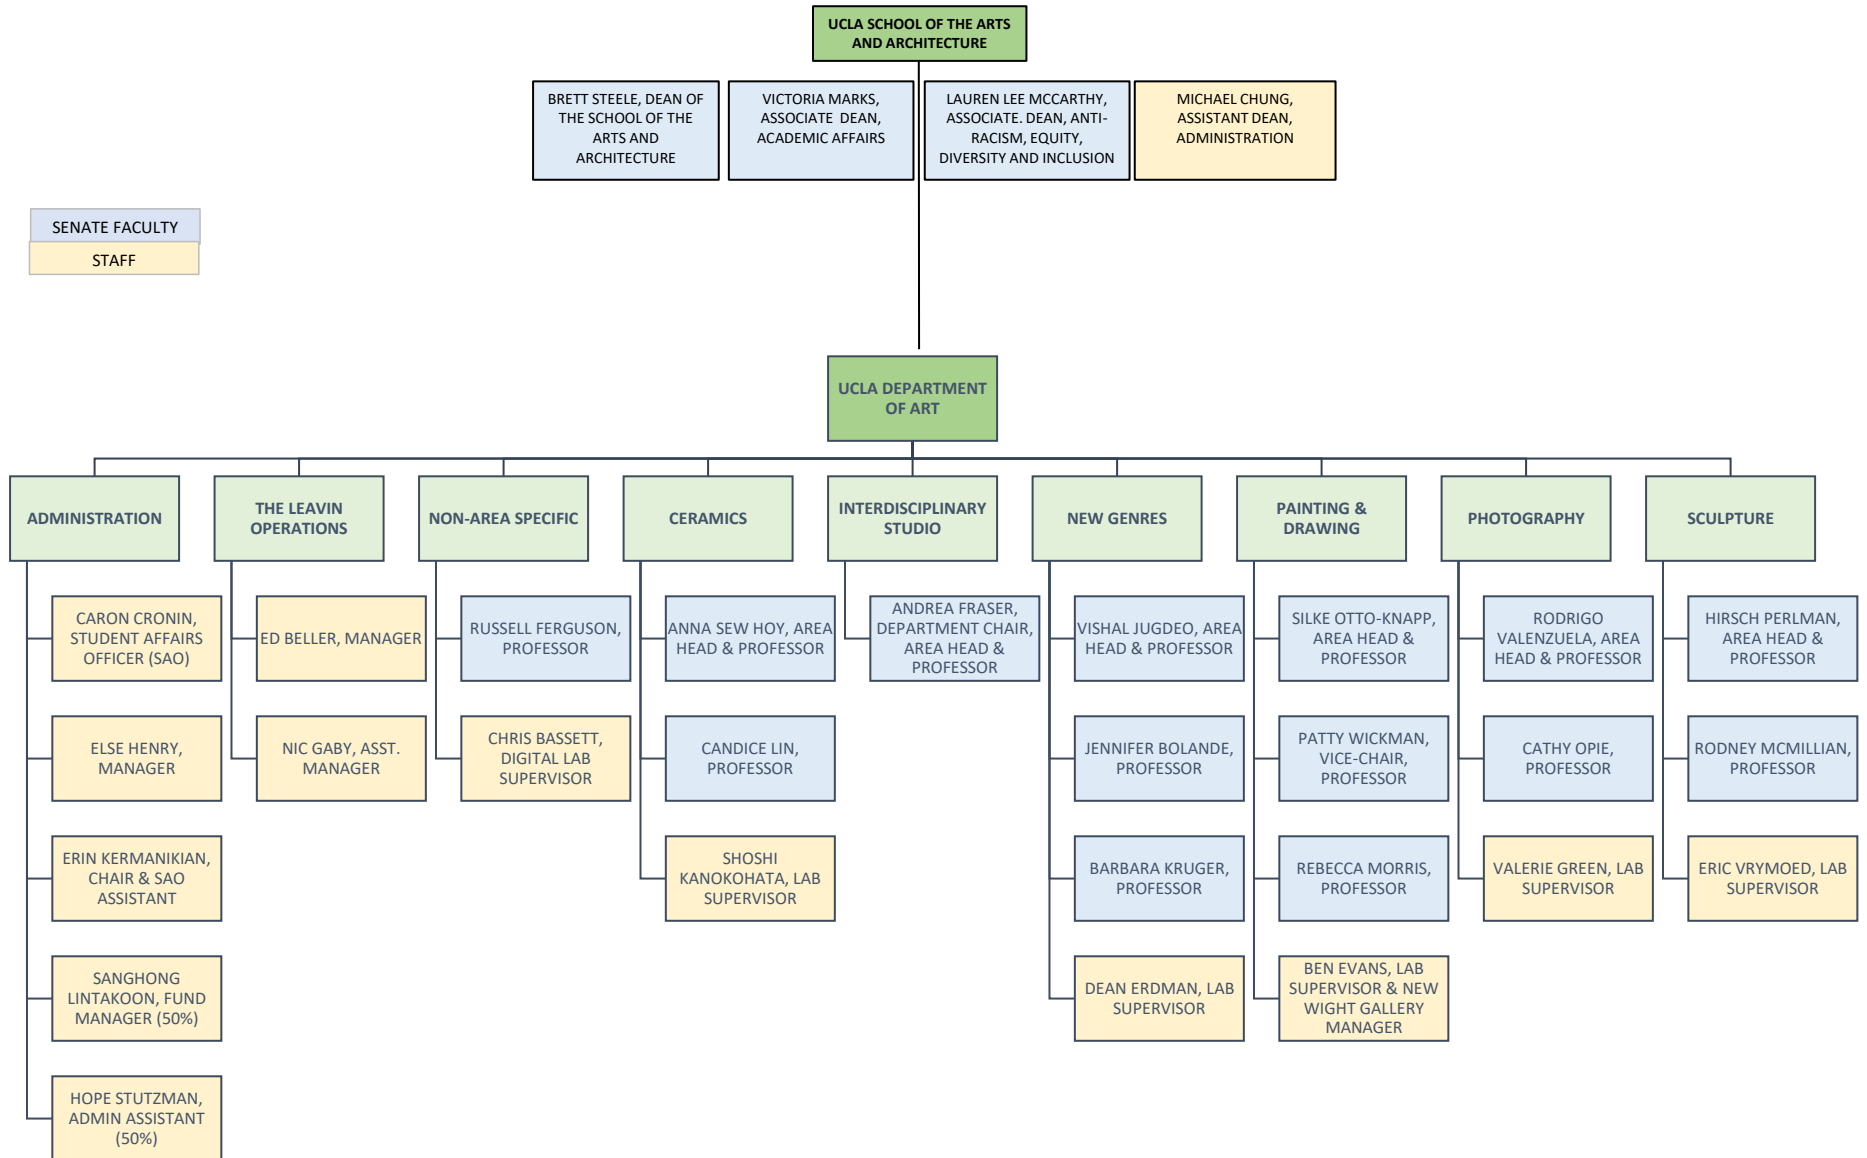 UCLA SCHOOL OF THE ARTS
AND ARCHITECTURE
BRETT STEELE, DEAN OF
THE SCHOOL OF THE
ARTS AND
ARCHITECTURE
VICTORIA MARKS,
ASSOCIATE DEAN,
ACADEMIC AFFAIRS
LAUREN LEE MCCARTHY,
ASSOCIATE. DEAN, ANTI-
RACISM, EQUITY,
DIVERSITY AND INCLUSION
MICHAEL CHUNG,
ASSISTANT DEAN,
ADMINISTRATION
SENATE FACULTY
STAFF
UCLA DEPARTMENT
OF ART
ADMINISTRATION
CARON CRONIN,
STUDENT AFFAIRS
OFFICER (SAO)
ELSE HENRY,
MANAGER
ERIN KERMANIKIAN,
CHAIR & SAO
ASSISTANT
SANGHONG
LINTAKOON, FUND
MANAGER (50%)
HOPE STUTZMAN,
ADMIN ASSISTANT
(50%)
THE LEAVIN
OPERATIONS
ED BELLER, MANAGER
NIC GABY, ASST.
MANAGER
NON-AREA SPECIFIC
RUSSELL FERGUSON,
PROFESSOR
CHRIS BASSETT,
DIGITAL LAB
SUPERVISOR
CERAMICS
ANNA SEW HOY, AREA
HEAD & PROFESSOR
CANDICE LIN,
PROFESSOR
SHOSHI
KANOKOHATA, LAB
SUPERVISOR
INTERDISCIPLINARY
STUDIO
ANDREA FRASER,
DEPARTMENT CHAIR,
AREA HEAD &
PROFESSOR
NEW GENRES
VISHAL JUGDEO, AREA
HEAD & PROFESSOR
JENNIFER BOLANDE,
PROFESSOR
BARBARA KRUGER,
PROFESSOR
DEAN ERDMAN, LAB
SUPERVISOR
PAINTING &
DRAWING
SILKE OTTO-KNAPP,
AREA HEAD &
PROFESSOR
PATTY WICKMAN,
VICE-CHAIR,
PROFESSOR
REBECCA MORRIS,
PROFESSOR
BEN EVANS, LAB
SUPERVISOR & NEW
WIGHT GALLERY
MANAGER
PHOTOGRAPHY
RODRIGO
VALENZUELA, AREA
HEAD & PROFESSOR
CATHY OPIE,
PROFESSOR
VALERIE GREEN, LAB
SUPERVISOR
SCULPTURE
HIRSCH PERLMAN,
AREA HEAD &
PROFESSOR
RODNEY MCMILLIAN,
PROFESSOR
ERIC VRYMOED, LAB
SUPERVISOR